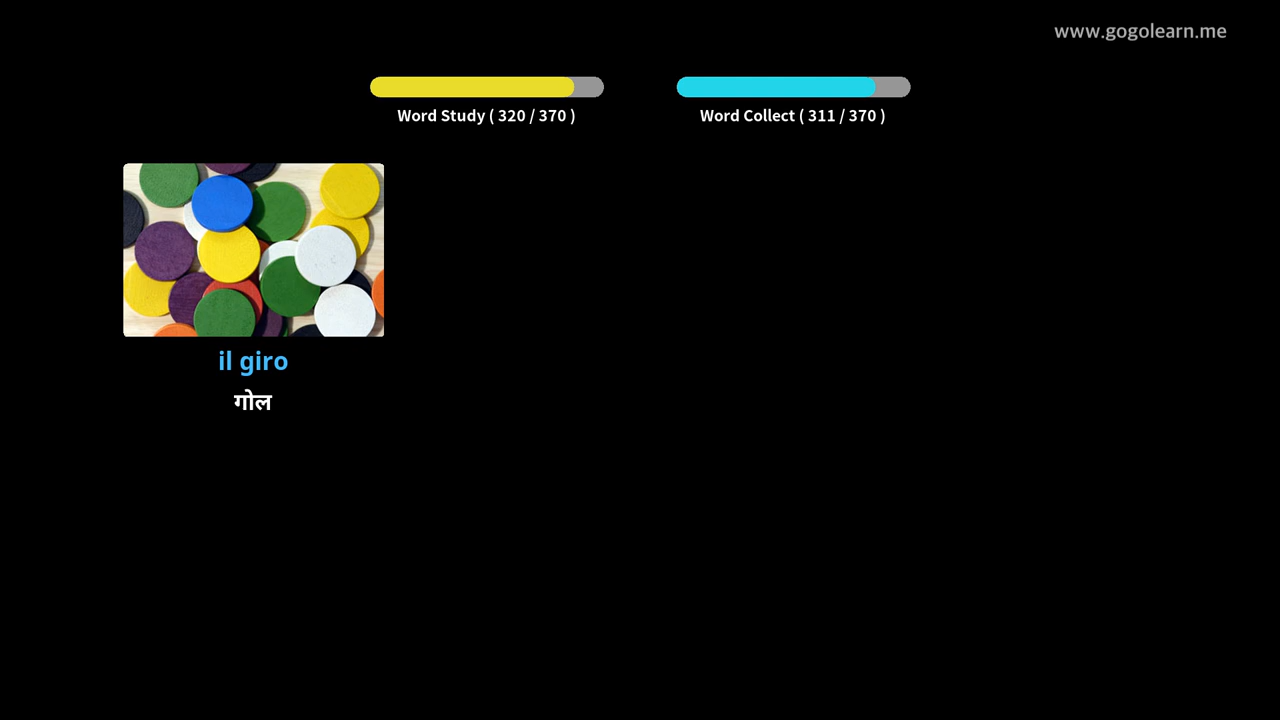 www.gogolearn.me
Word Study ( 320 / 370 )
Word Collect ( 311 / 370 )
il giro
गोल